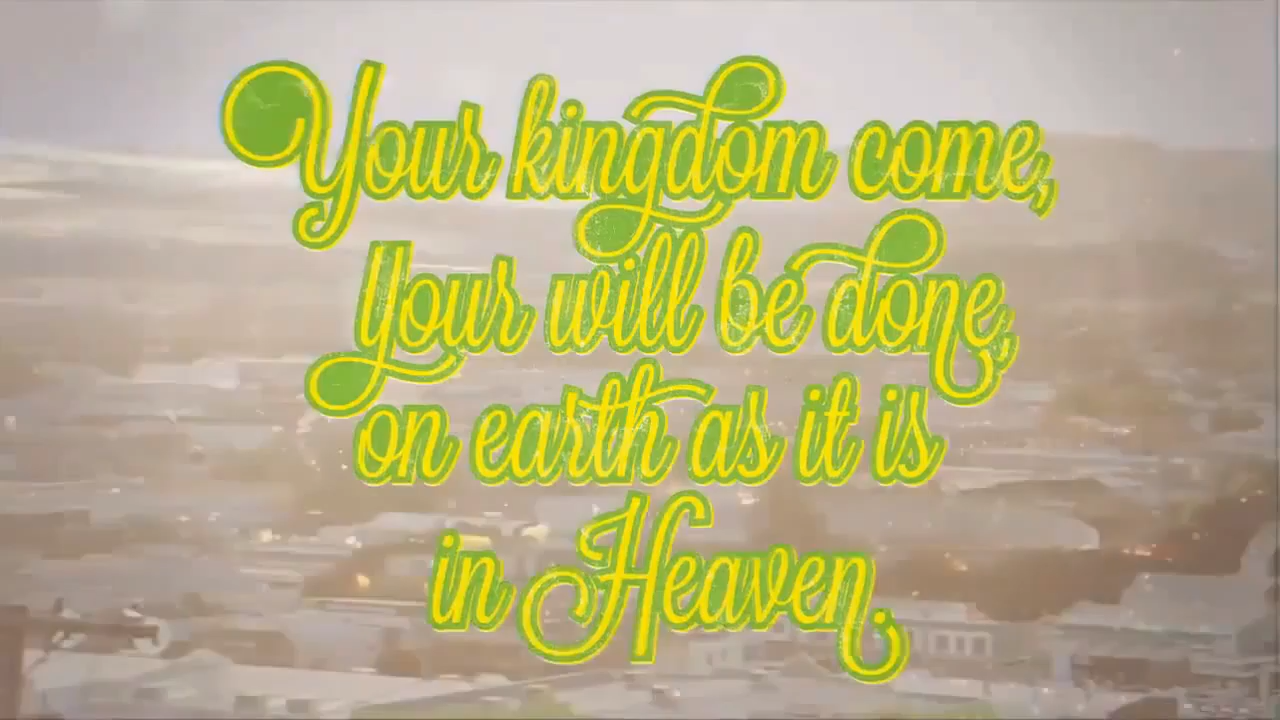 Your kingdom come,
Your will be done,
on earth as it is
in Heaven.